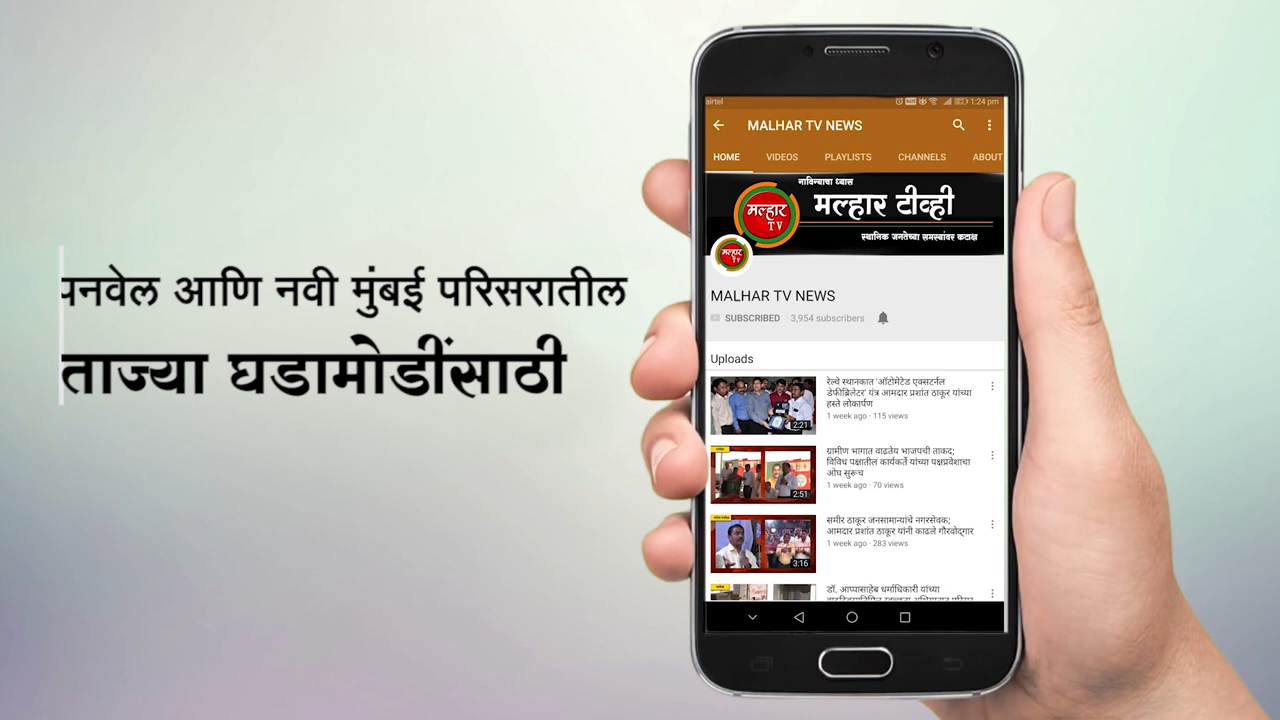 पनवेल आणि नवी मुंबई परिसरातील
ताज्या घडामोडींसाठी
airtel
1:24 pm
MALHAR TV NEWS
HOME VIDEOS PLAYLISTS CHANNELS ABOUT
नाविन्याचा ध्यास
मल्हार टीव्ही
मल्हार
TV
स्थानिक जनतेच्या समस्यांवर कटाक्ष
मल्हार
TV
MALHAR TV NEWS
SUBSCRIBED 3,954 subscribers
Uploads
रेल्वे स्थानकात 'ऑटोमेटेड एक्सटर्नल
डेफीब्रिलेटर' यंत्र आमदार प्रशांत ठाकूर यांच्या
हस्ते लोकार्पण
1 week ago · 115 views
2:21
ग्रामीण भागात वाढतेय भाजपची ताकद;
विविध पक्षातील कार्यकर्ते यांच्या पक्षप्रवेशाचा
ओघ सुरूच
1 week ago · 70 views
2:51
समीर ठाकूर जनसामान्यांचे नगरसेवक;
आमदार प्रशांत ठाकूर यांनी काढले गौरवोद्गार
1 week ago · 283 views
3:16
डॉ. आप्पासाहेब धर्माधिकारी यांच्या